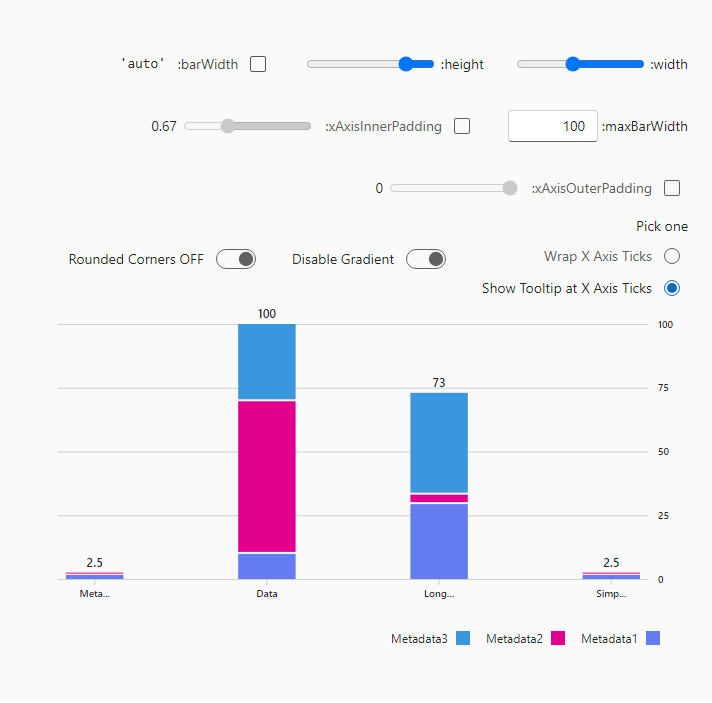 :width
:height
:barWidth 'auto'
:maxBarWidth 100
:xAxisInnerPadding 0.67
:xAxisOuterPadding 0
Pick one
Wrap X Axis Ticks
Show Tooltip at X Axis Ticks
Disable Gradient
Rounded Corners OFF
100
75
50
25
0
100
73
2.5
2.5
Simp...
Long...
Data
Meta...
Metadata1
Metadata2
Metadata3